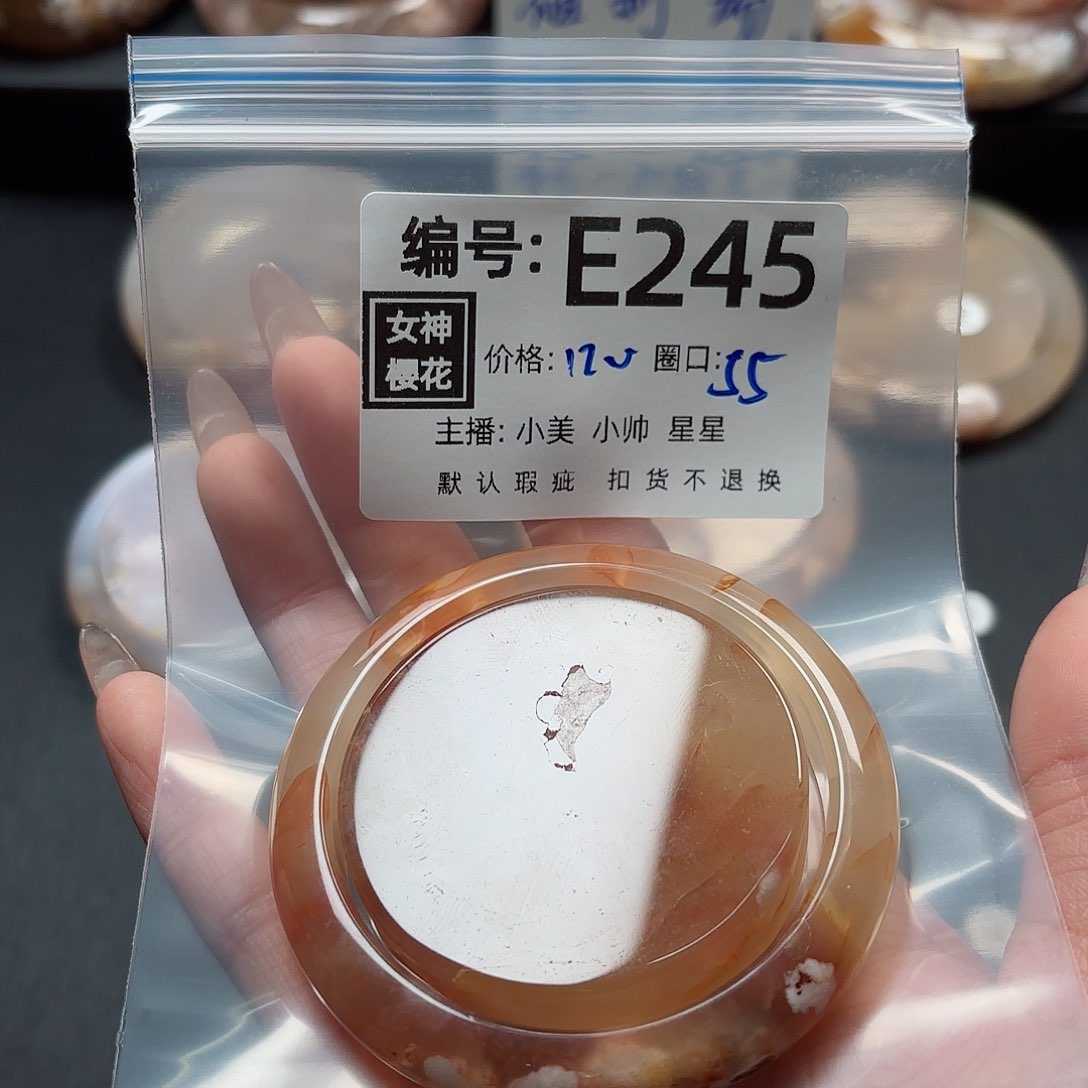 编号: E245
女神
樱花
价格: 120 圈口: 55
主播: 小美 小帅 星星
默认瑕疵 扣货不退换